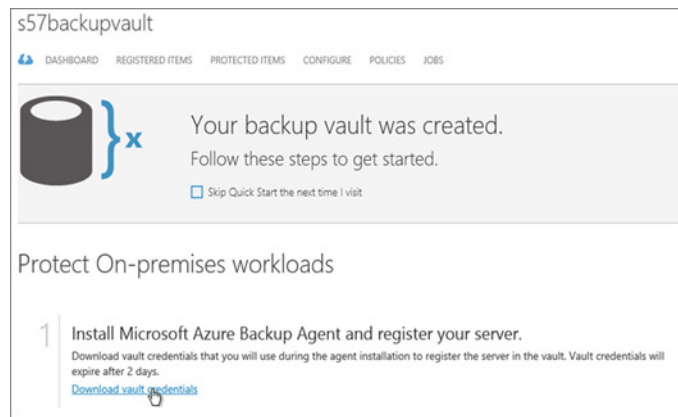 s57backupvault
DASHBOARD REGISTERED ITEMS PROTECTED ITEMS CONFIGURE POLICIES JOBS
x
Your backup vault was created.
Follow these steps to get started.
Skip Quick Start the next time I visit
Protect On-premises workloads
1
Install Microsoft Azure Backup Agent and register your server.
Download vault credentials that you will use during the agent installation to register the server in the vault. Vault credentials will
expire after 2 days.
Download vault credentials